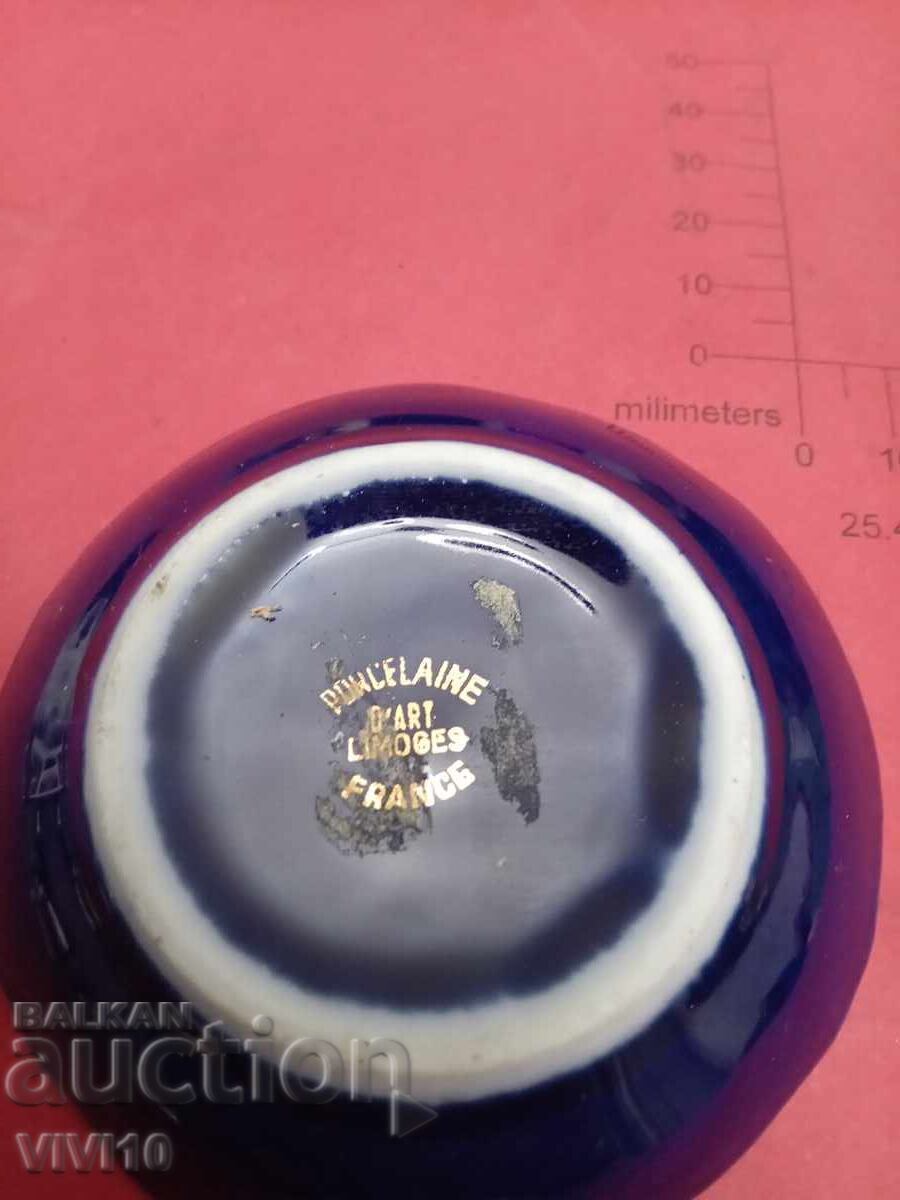 50
40
30
20
10
0
milimeters
0
25.4
PORCELAINE
D'ART
LIMOGES
FRANCE
BALKAN
auction
VIVI10